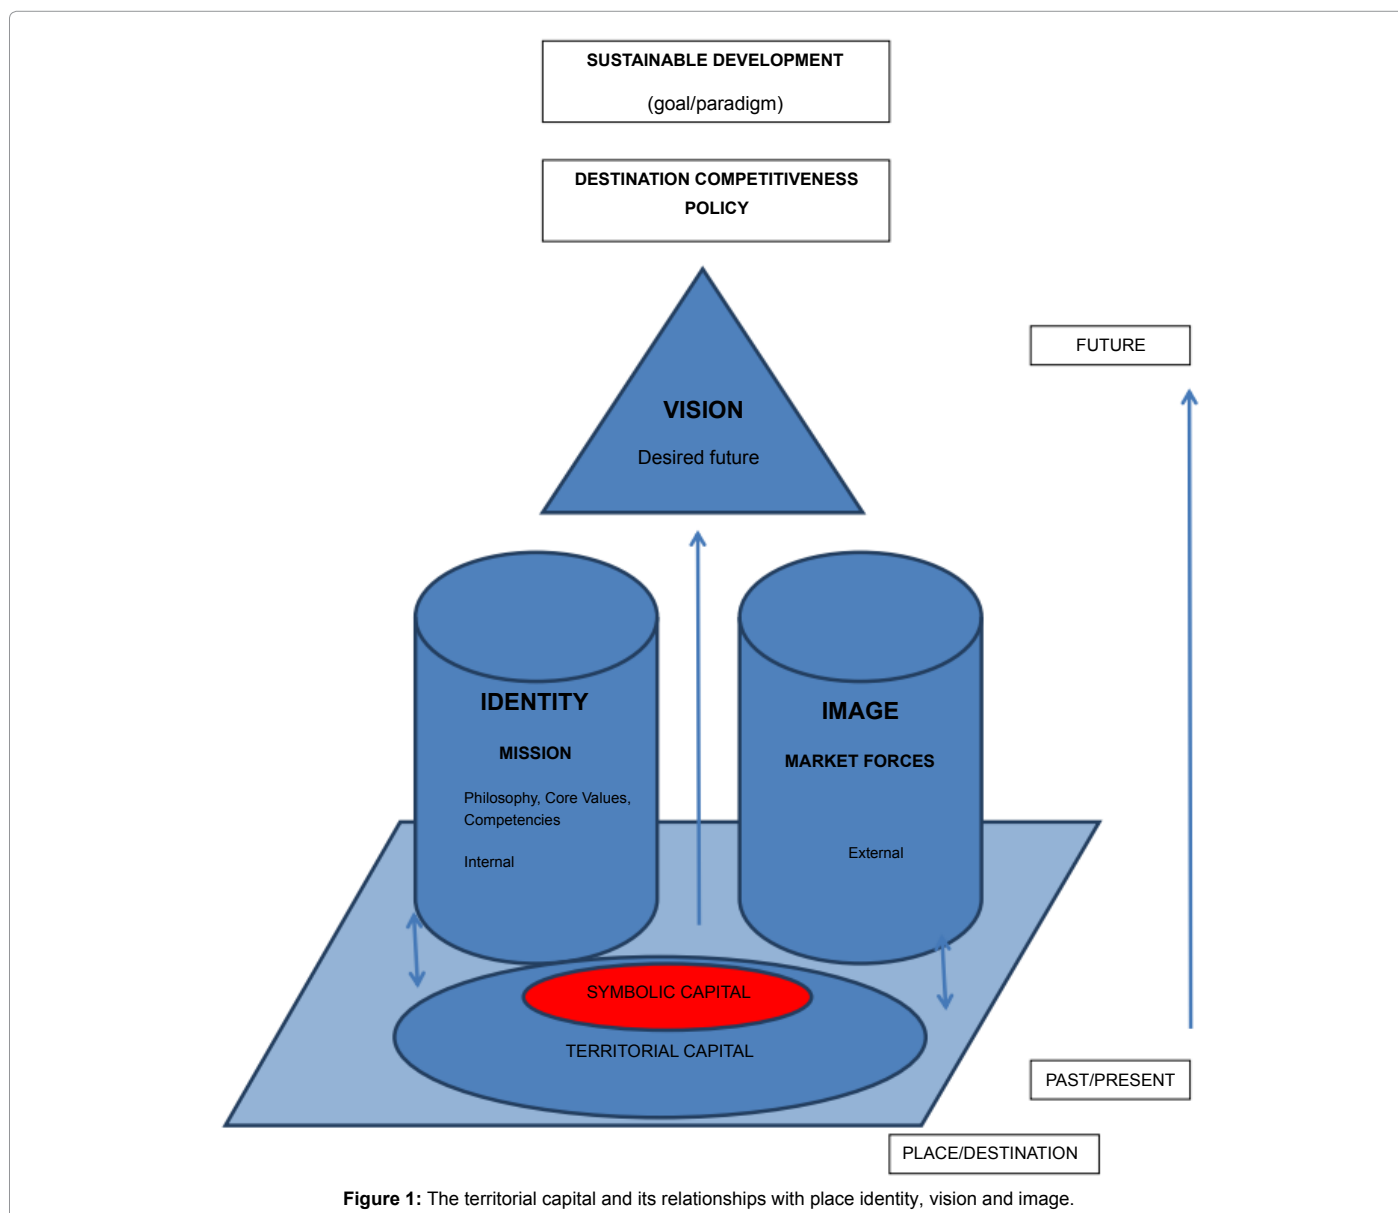 SUSTAINABLE DEVELOPMENT
(goal/paradigm)
DESTINATION COMPETITIVENESS
POLICY
FUTURE
VISION
Desired future
IDENTITY
MISSION
Philosophy, Core Values,
Competencies
Internal
IMAGE
MARKET FORCES
External
SYMBOLIC CAPITAL
TERRITORIAL CAPITAL
PAST/PRESENT
PLACE/DESTINATION
Figure 1: The territorial capital and its relationships with place identity, vision and image.